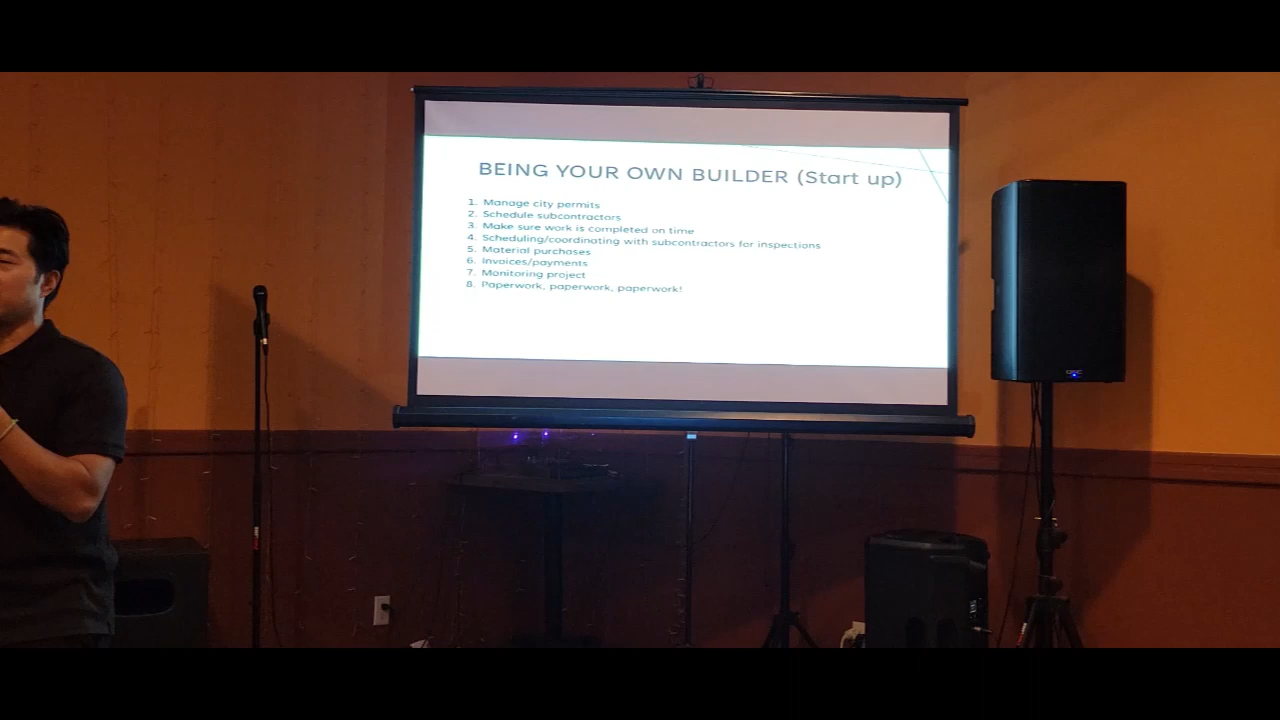 BEING YOUR OWN BUILDER (Start up)
1. Manage city permits
2. Schedule subcontractors
3. Make sure work is completed on time
4. Scheduling/coordinating with subcontractors for inspections
5. Material purchases
6. Invoices/payments
7. Monitoring project
8. Paperwork, paperwork, paperwork!
QSC